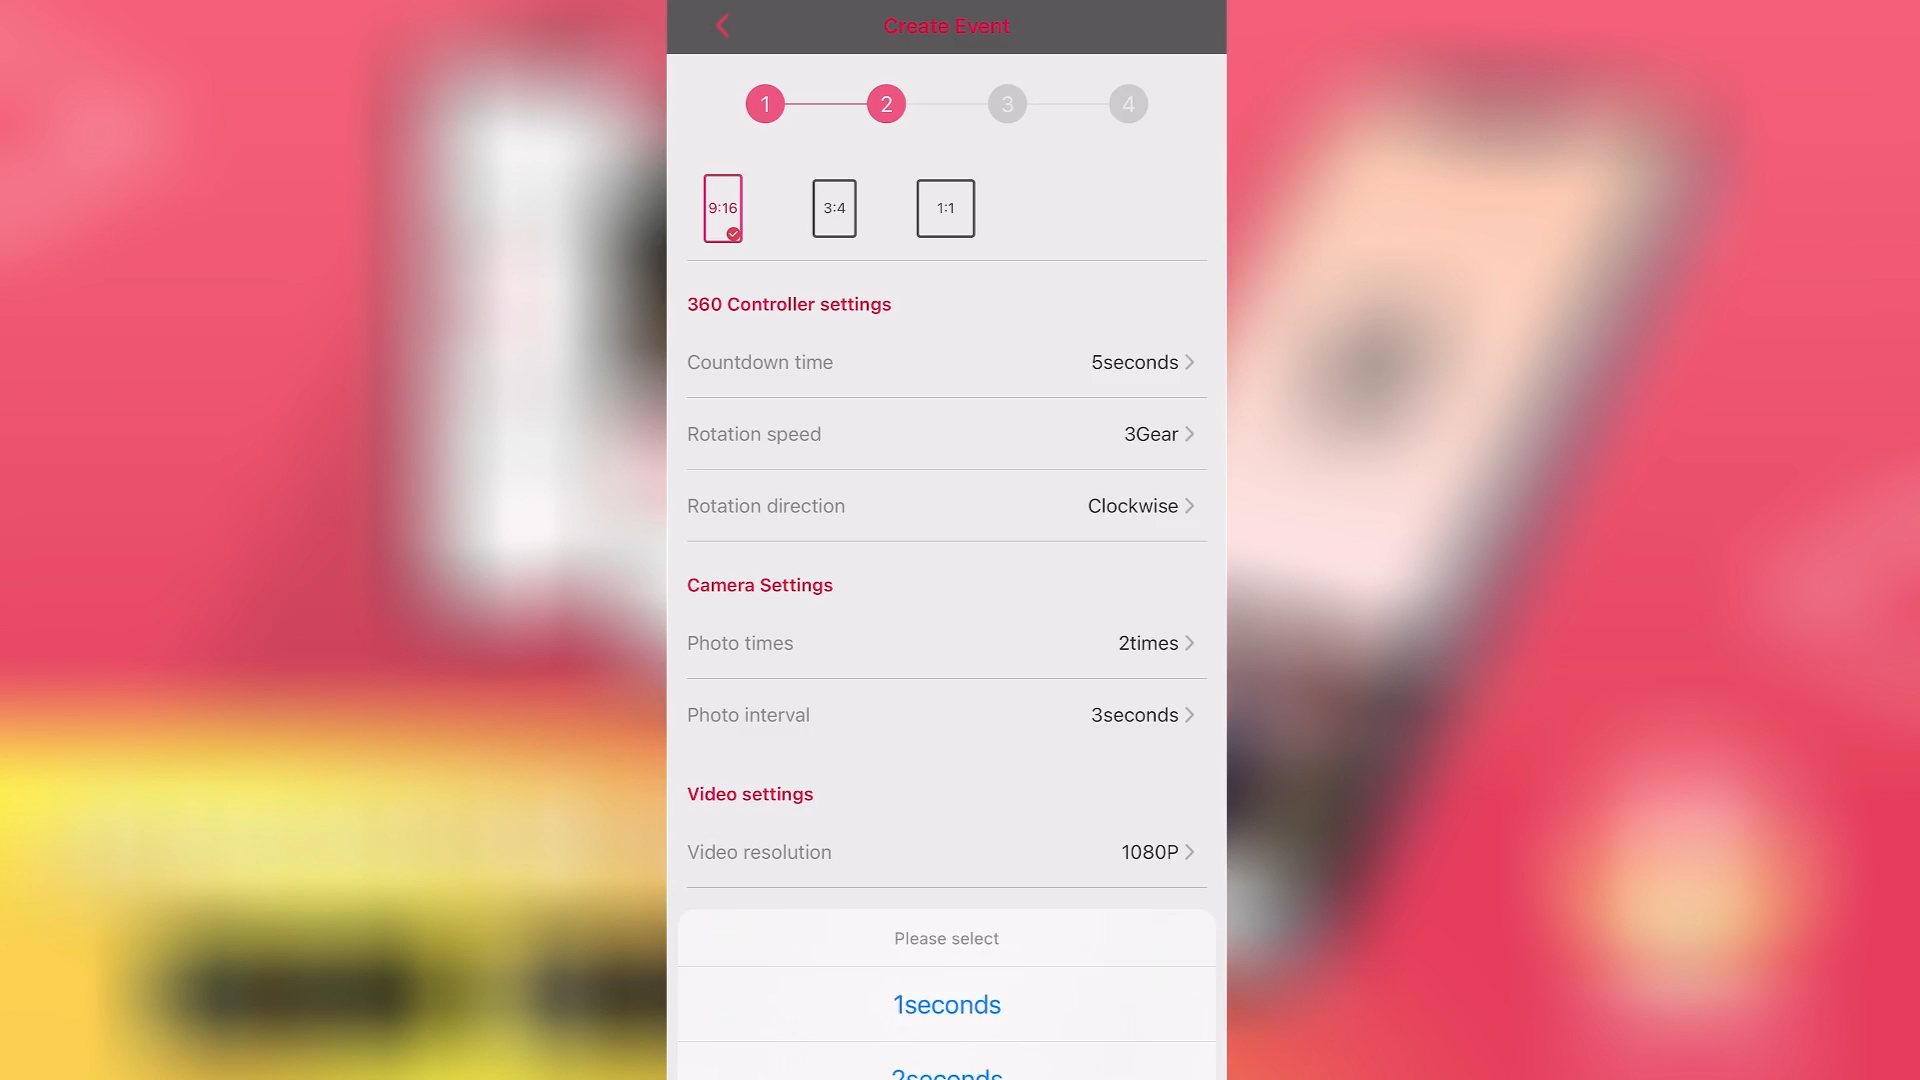 Create Event
1 2 3 4
9:16 3:4 1:1
360 Controller settings
Countdown time 5seconds
Rotation speed 3Gear
Rotation direction Clockwise
Camera Settings
Photo times 2times
Photo interval 3seconds
Video settings
Video resolution 1080P
Please select
1seconds
2seconds